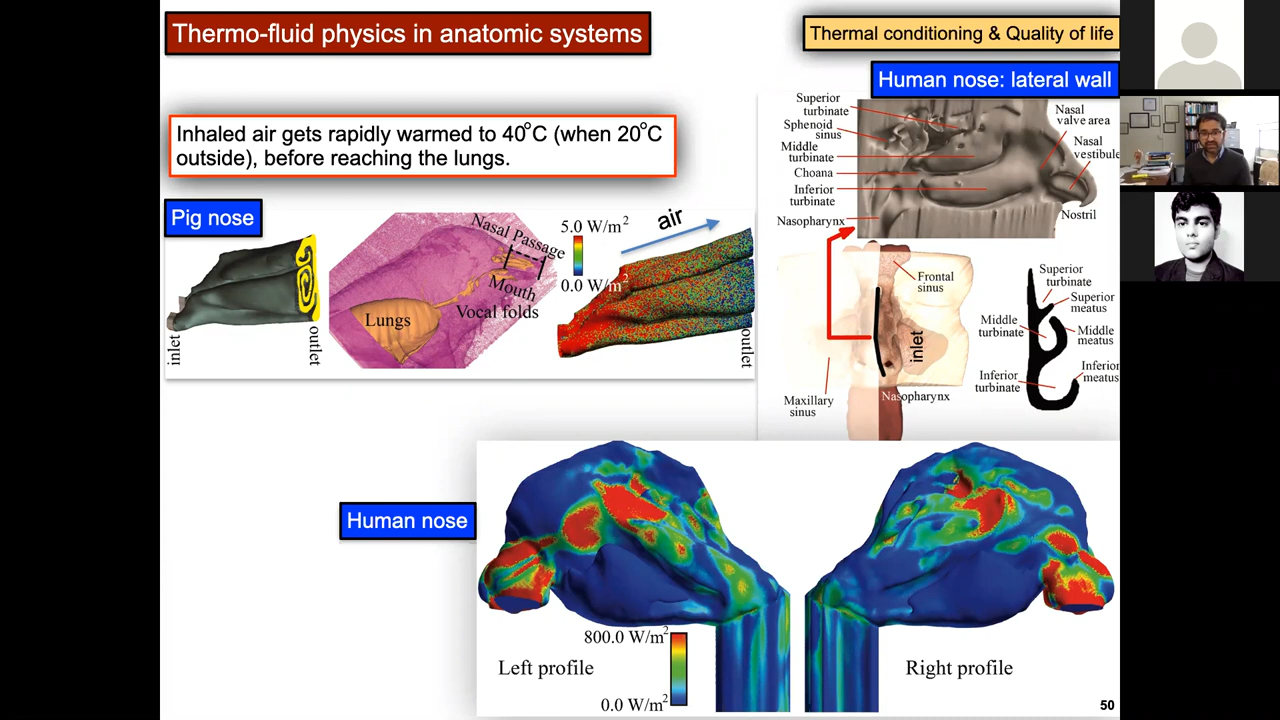 Thermo-fluid physics in anatomic systems
Thermal conditioning & Quality of life
Human nose: lateral wall
Inhaled air gets rapidly warmed to 40°C (when 20°C
outside), before reaching the lungs.
Pig nose
inlet
outlet
Lungs
Nasal Passage
Mouth
Vocal folds
5.0 W/m²
0.0 W/m²
air
outlet
Superior
turbinate
Sphenoid
sinus
Middle
turbinate
Choana
Inferior
turbinate
Nasopharynx
Nasal
valve area
Nasal
vestibule
Nostril
Frontal
sinus
inlet
Maxillary
sinus
Nasopharynx
Superior
turbinate
Superior
meatus
Middle
turbinate
Middle
meatus
Inferior
turbinate
Inferior
meatus
Human nose
800.0 W/m²
0.0 W/m²
Left profile
Right profile
50